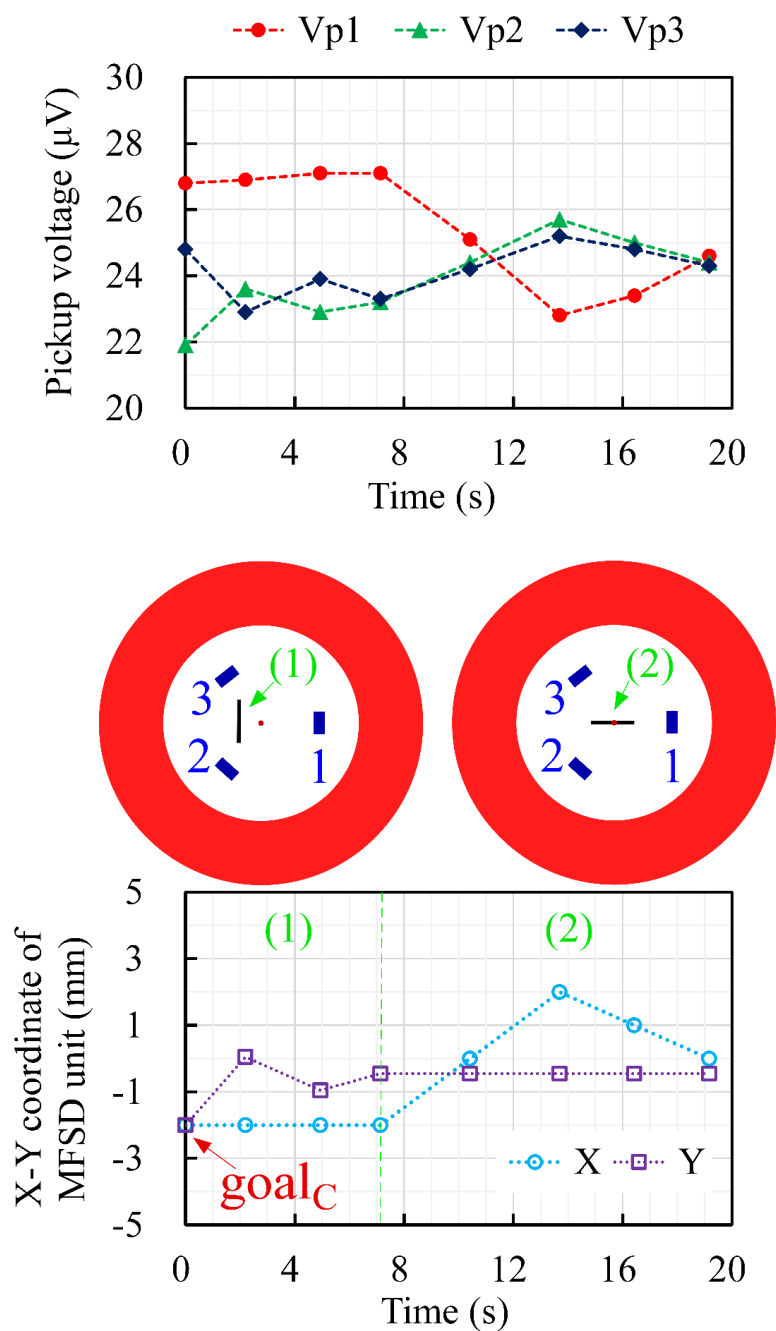 Vp1 Vp2 Vp3
Pickup voltage (µV)
30
28
26
24
22
20
0 4 8 12 16 20
Time (s)
3 (1)
2 1
3 (2)
2 1
X-Y coordinate of
MFSD unit (mm)
5
3
1
-1
-3
-5
(1) (2)
goalC
X Y
0 4 8 12 16 20
Time (s)